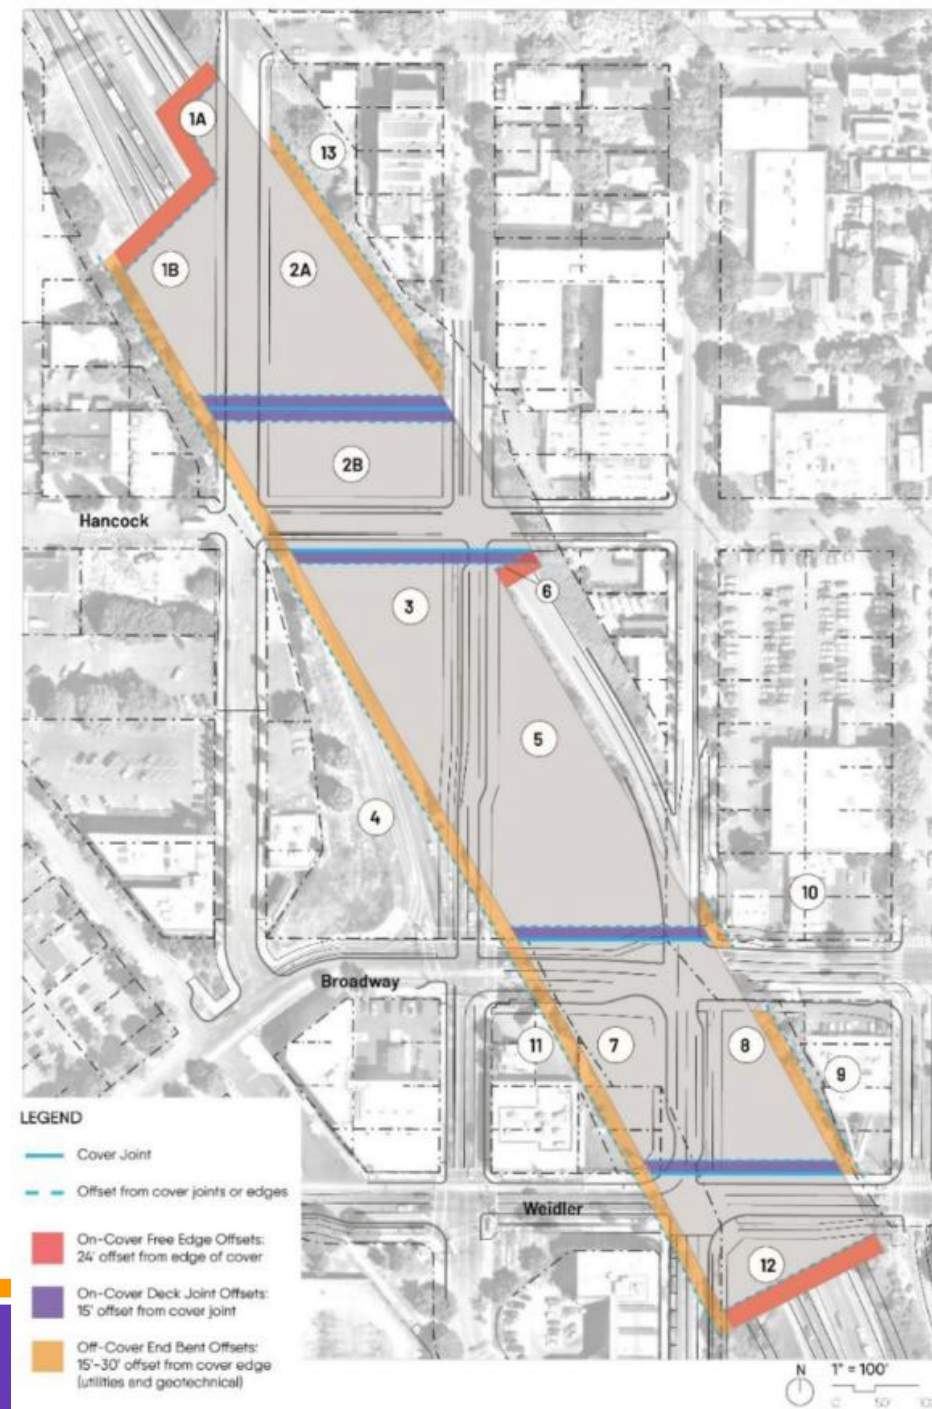 1A
13
1B
2A
2B
Hancock
6
3
5
4
10
Broadway
11
7
8
9
LEGEND
Cover Joint
Offset from cover joints or edges
Weidler
On-Cover Free Edge Offsets:
24' offset from edge of cover
12
On-Cover Deck Joint Offsets:
15' offset from cover joint
Off-Cover End Bent Offsets:
15'-30' offset from cover edge
(utilities and geotechnical)
N
1" = 100'
0 50'